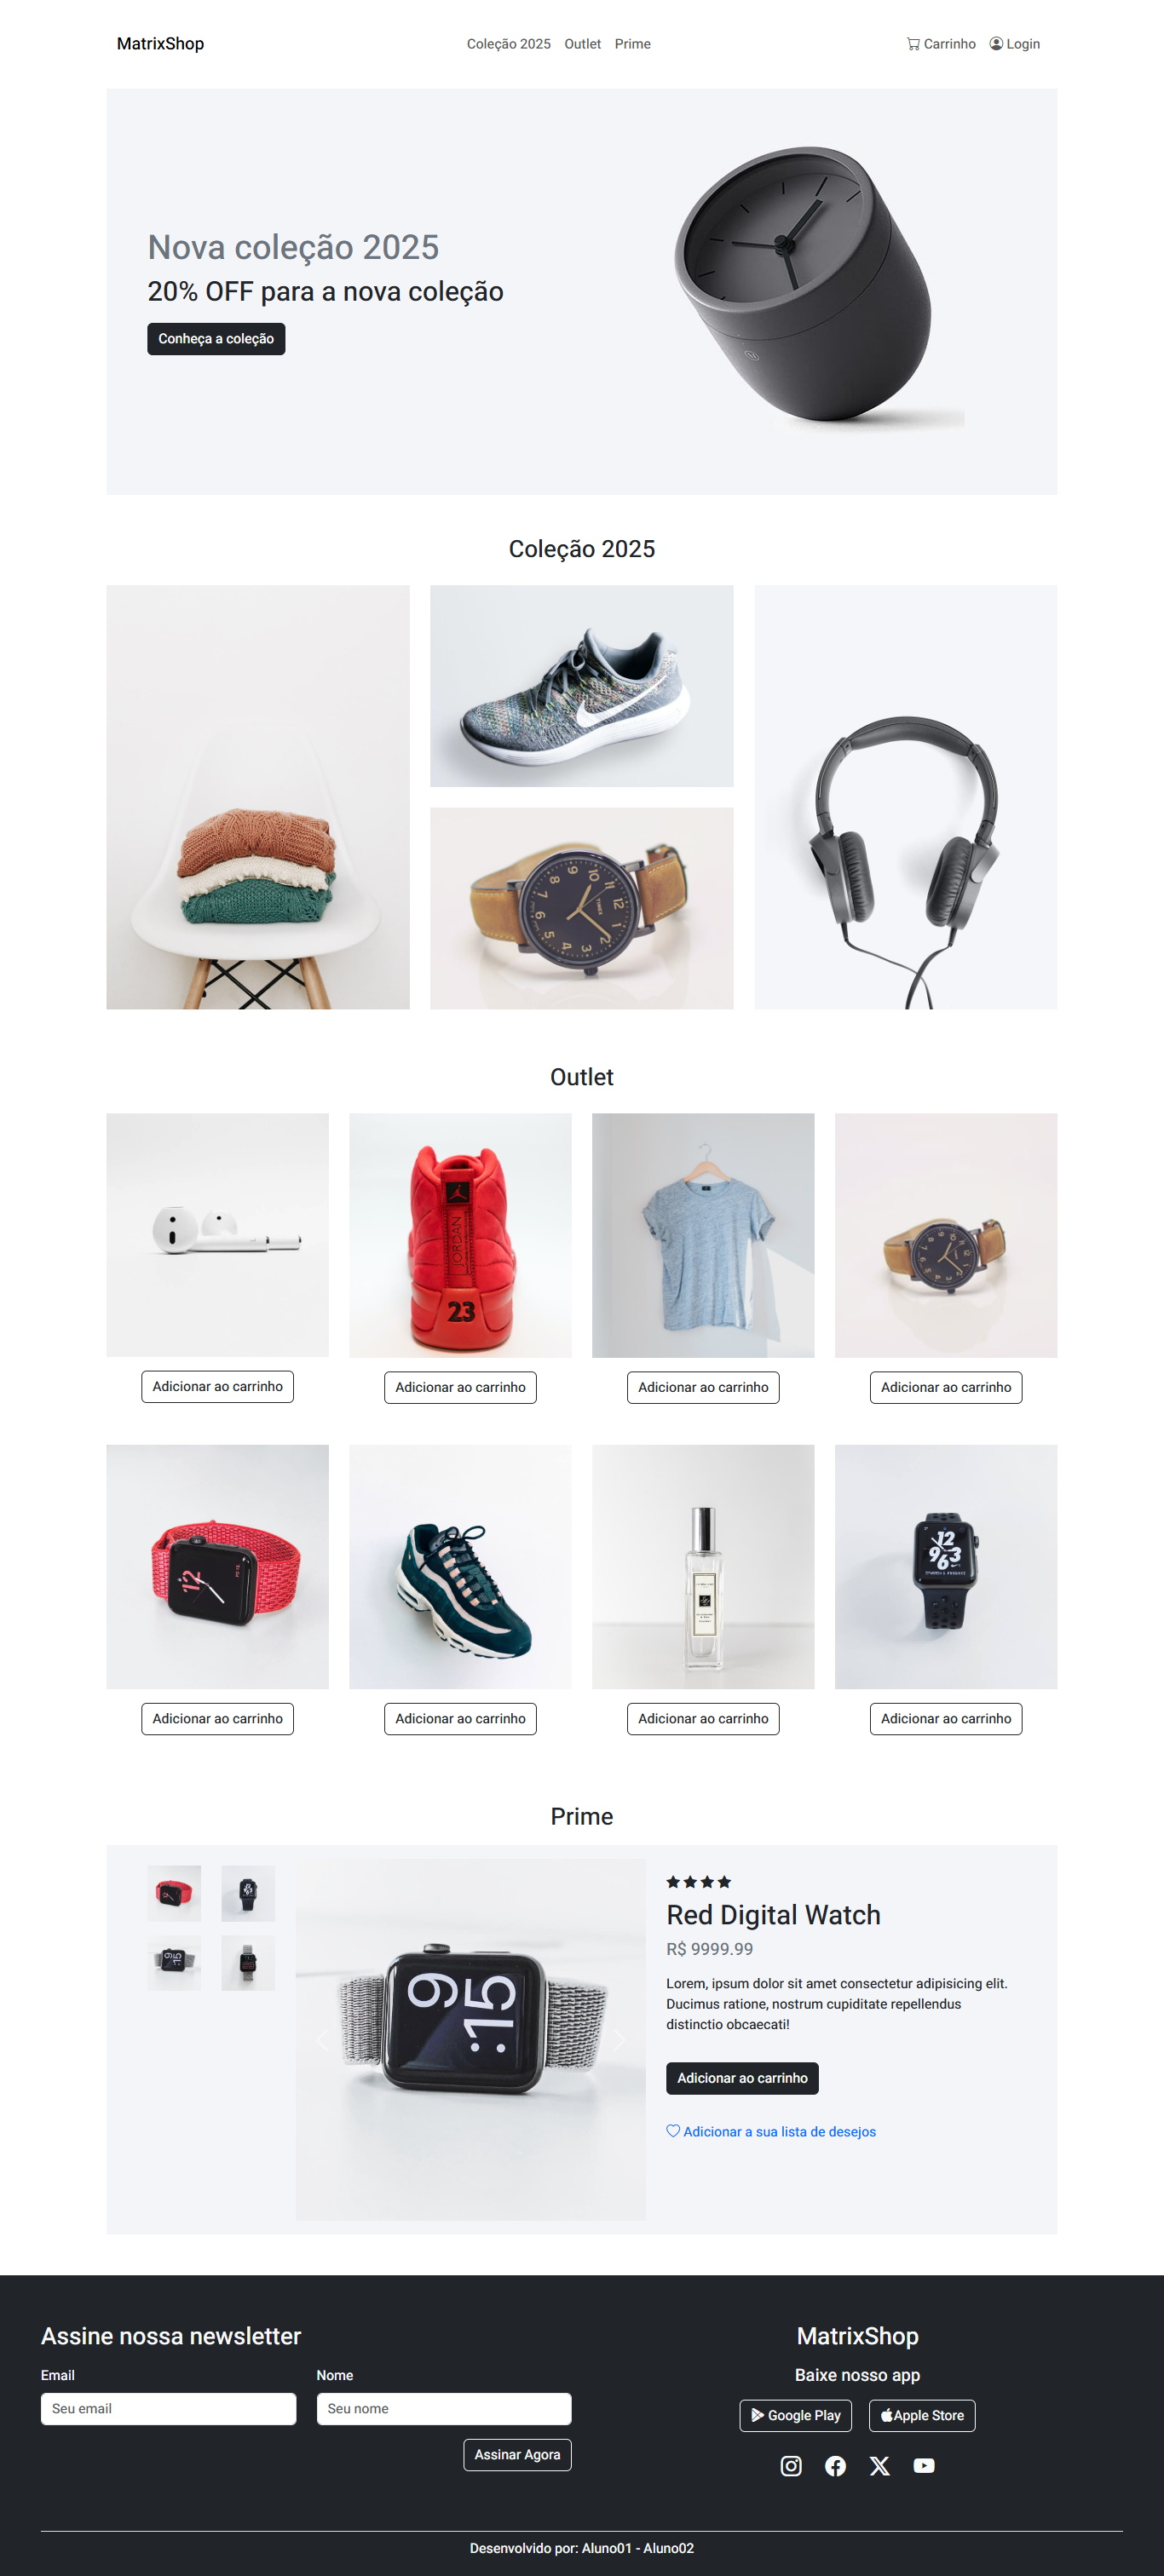 MatrixShop
Coleção 2025 Outlet Prime
Carrinho Login
Nova coleção 2025
20% OFF para a nova coleção
Conheça a coleção
Coleção 2025
Outlet
JORDAN
23
Adicionar ao carrinho
Adicionar ao carrinho
Adicionar ao carrinho
Adicionar ao carrinho
Adicionar ao carrinho
Adicionar ao carrinho
Adicionar ao carrinho
Adicionar ao carrinho
Prime
9
:15
Red Digital Watch
R$ 9999.99
Lorem, ipsum dolor sit amet consectetur adipisicing elit.
Ducimus ratione, nostrum cupiditate repellendus
distinctio obcaecati!
Adicionar ao carrinho
Adicionar a sua lista de desejos
Assine nossa newsletter
Email
Seu email
Nome
Seu nome
Assinar Agora
MatrixShop
Baixe nosso app
Google Play
Apple Store
Desenvolvido por: Aluno01 - Aluno02